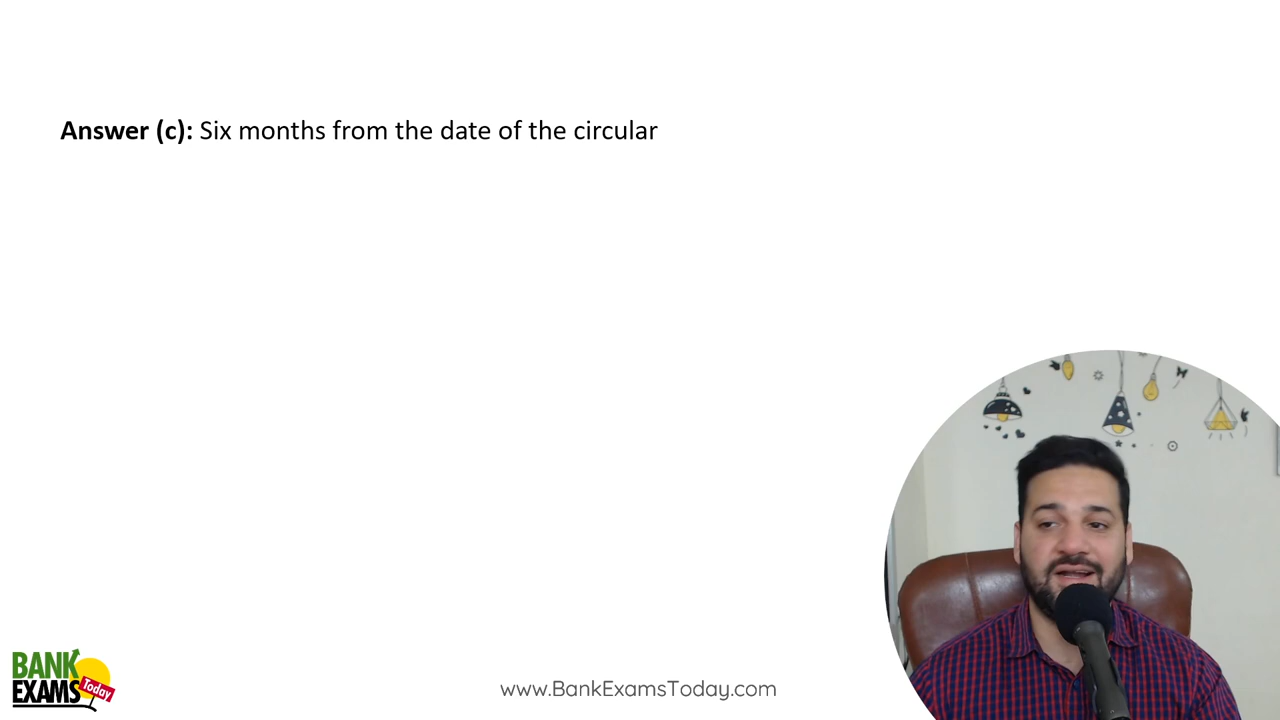 Answer (c): Six months from the date of the circular
BANK
EXAMS Today
www.BankExamsToday.com